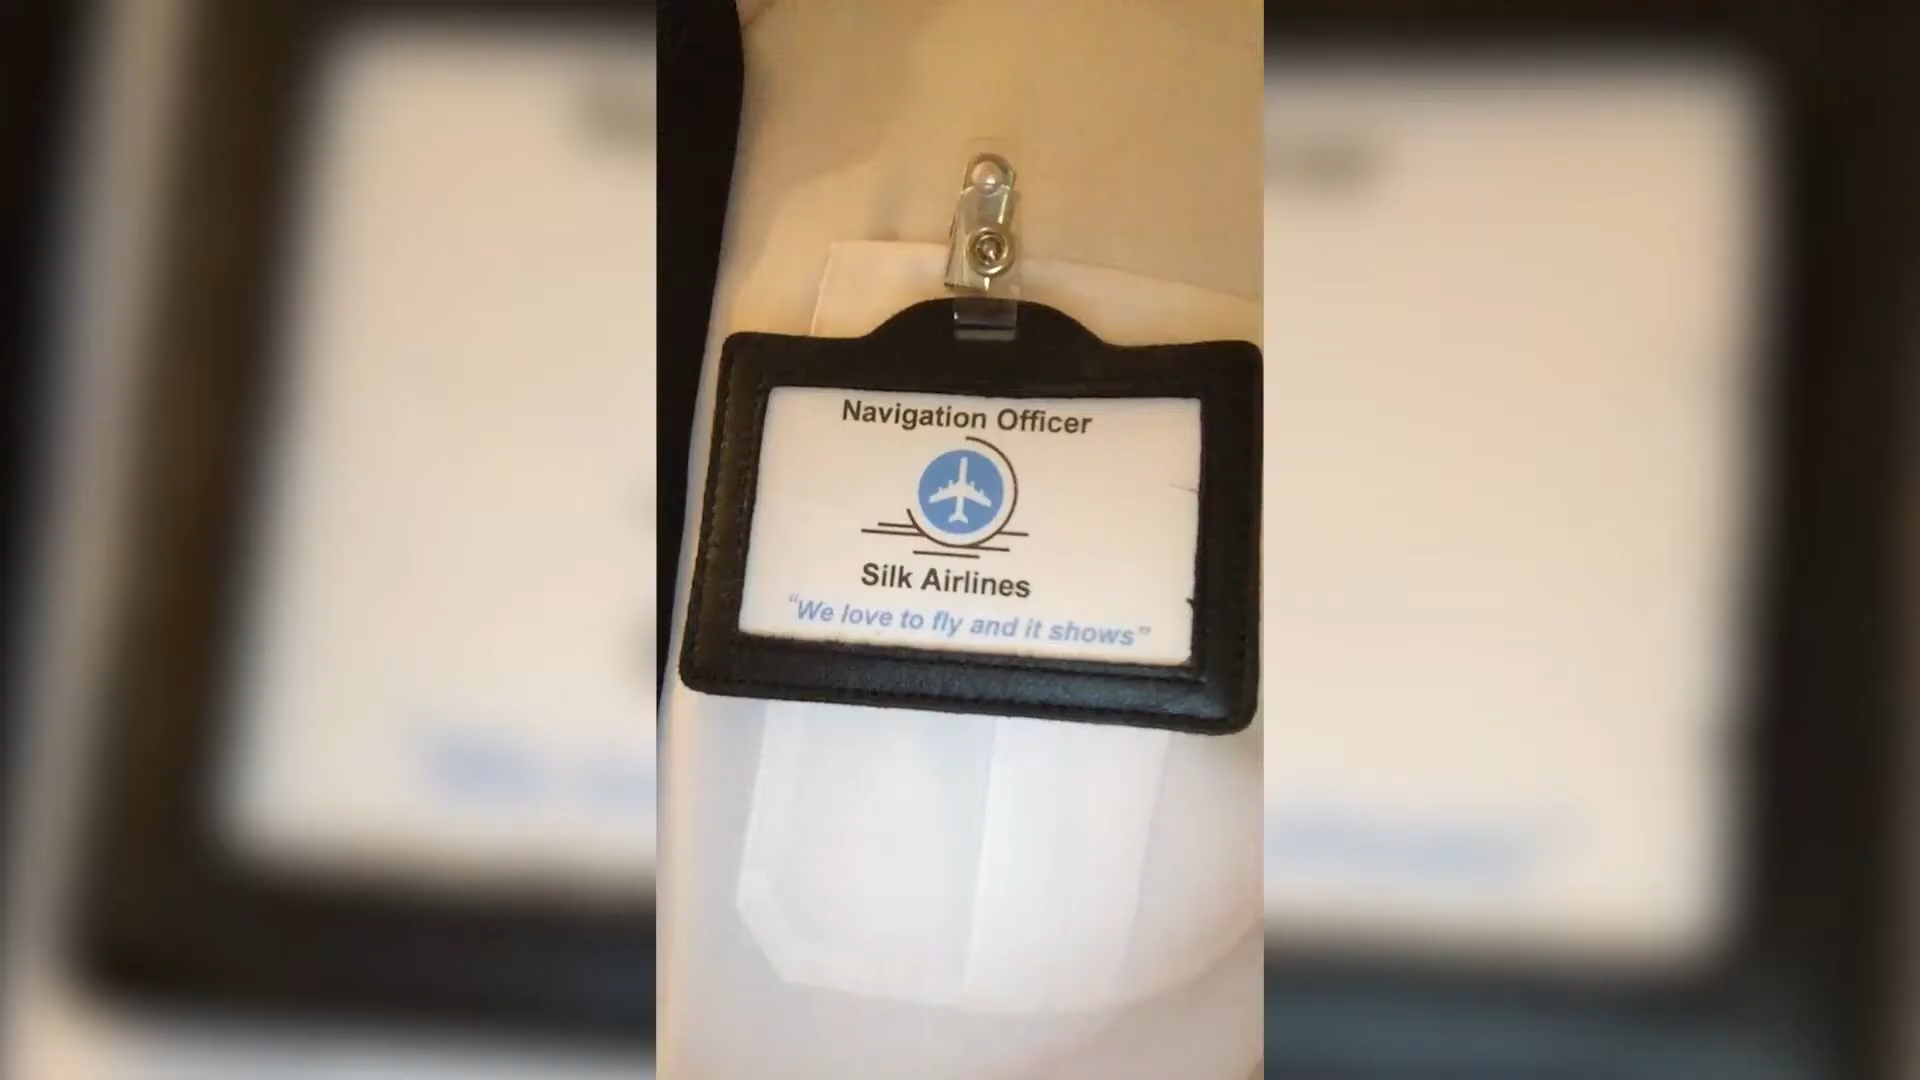 Navigation Officer
Silk Airlines
“We love to fly and it shows”